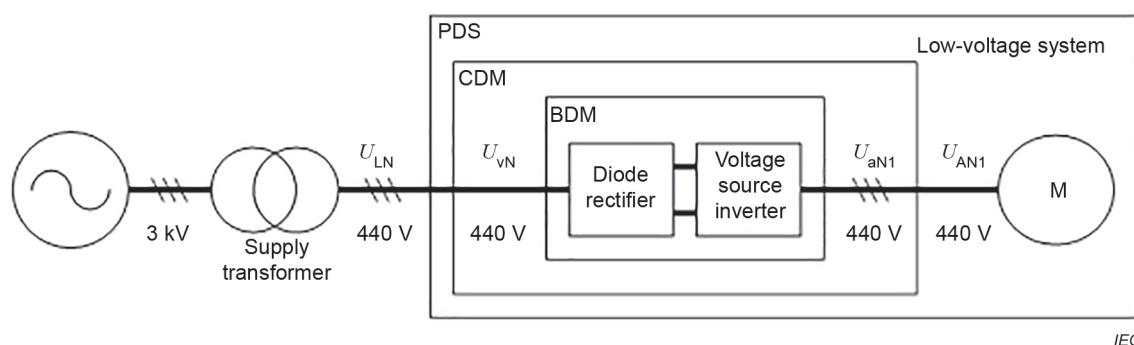 PDS
Low-voltage system
CDM
BDM
U_LN
U_vN
Diode
rectifier
Voltage
source
inverter
U_aN1
U_AN1
M
3 kV
Supply
transformer
440 V
440 V
440 V
440 V
IEC